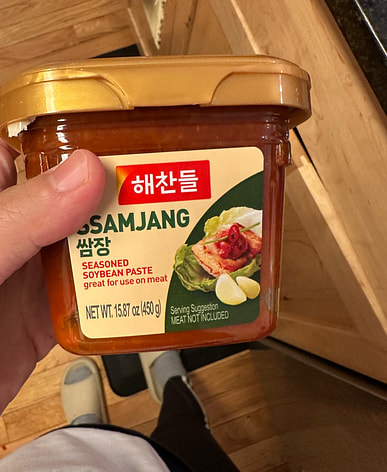 해찬들
SSAMJANG
쌈장
SEASONED
SOYBEAN PASTE
great for use on meat
NET WT. 15.87 oz (450 g)
Serving Suggestion
MEAT NOT INCLUDED